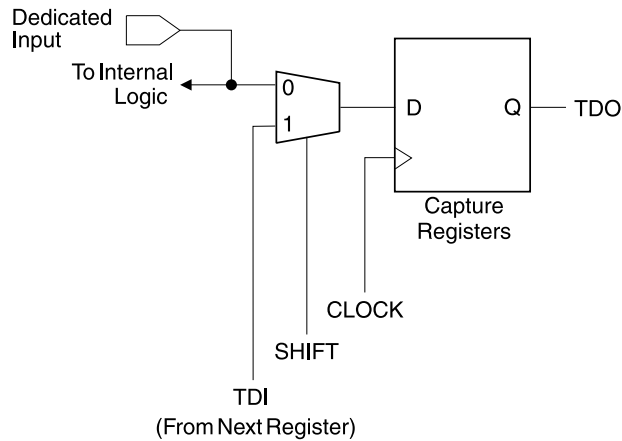 Dedicated
Input
To Internal
Logic
0
1
D
Q
TDO
Capture
Registers
CLOCK
SHIFT
TDI
(From Next Register)